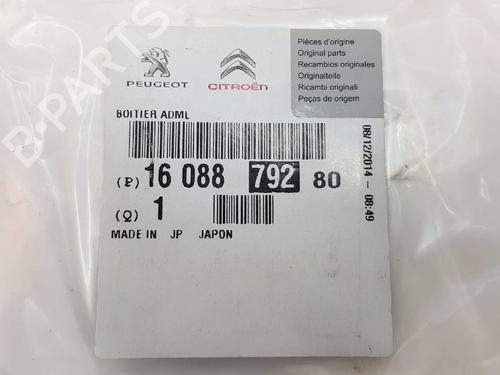 Pièces d'origine
Original parts
Recambios originales
Originalteile
Ricambi originali
Peças de origem
PEUGEOT CITROËN
BOITIER ADML
(P) 16 088 792 80
(Q) 1
MADE IN JP JAPON
08/12/2014 - 08:49
B-PARTS